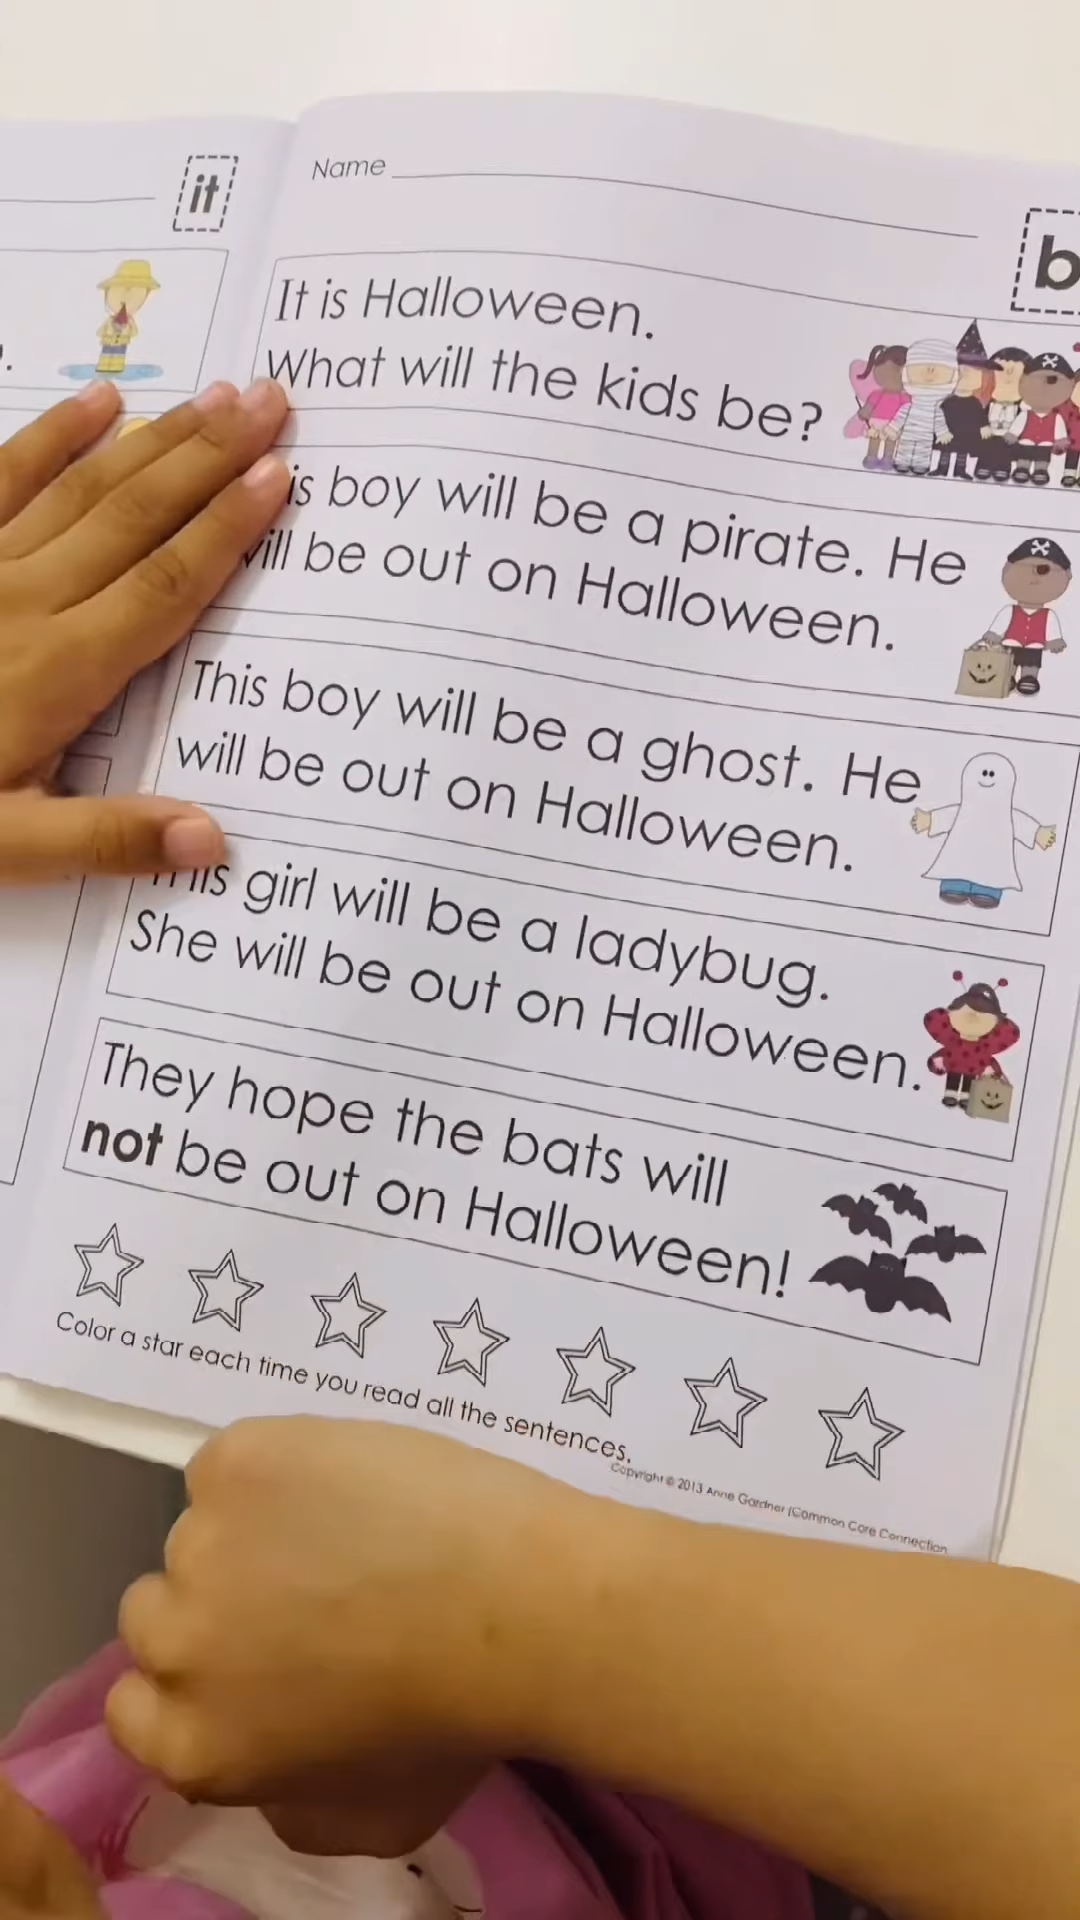 it
Name
b
It is Halloween.
What will the kids be?
is boy will be a pirate. He
will be out on Halloween.
This boy will be a ghost. He
will be out on Halloween.
This girl will be a ladybug.
She will be out on Halloween.
They hope the bats will
not be out on Halloween!
Color a star each time you read all the sentences.
Copyright © 2013 Anne Gardner (Common Core Connection